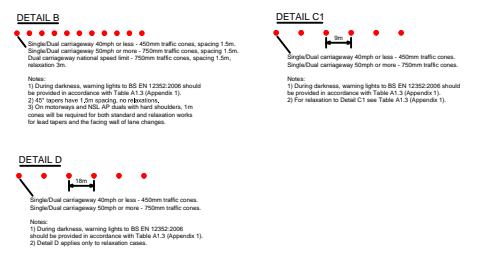 DETAIL B
Single/Dual carriageway 40mph or less - 450mm traffic cones, spacing 1.5m.
Single/Dual carriageway 50mph or more - 750mm traffic cones, spacing 1.5m.
Dual carriageway national speed limit - 750mm traffic cones, spacing 1.5m,
relaxation 3m.
Notes:
1) During darkness, warning lights to BS EN 12352:2006 should
be provided in accordance with Table A1.3 (Appendix 1).
2) 45° tapers have 1.5m spacing, no relaxations,
3) On motorways and NSL AP duals with hard shoulders, 1m
cones will be required for both standard and relaxation works
for lead tapers and the facing wall of lane changes.
DETAIL C1
9m
Single/Dual carriageway 40mph or less - 450mm traffic cones.
Single/Dual carriageway 50mph or more - 750mm traffic cones.
Notes:
1) During darkness, warning lights to BS EN 12352:2006 should
be provided in accordance with Table A1.3 (Appendix 1).
2) For relaxation to Detail C1 see Table A1.3 (Appendix 1).
DETAIL D
18m
Single/Dual carriageway 40mph or less - 450mm traffic cones.
Single/Dual carriageway 50mph or more - 750mm traffic cones.
Notes:
1) During darkness, warning lights to BS EN 12352:2006
should be provided in accordance with Table A1.3 (Appendix 1).
2) Detail D applies only to relaxation cases.